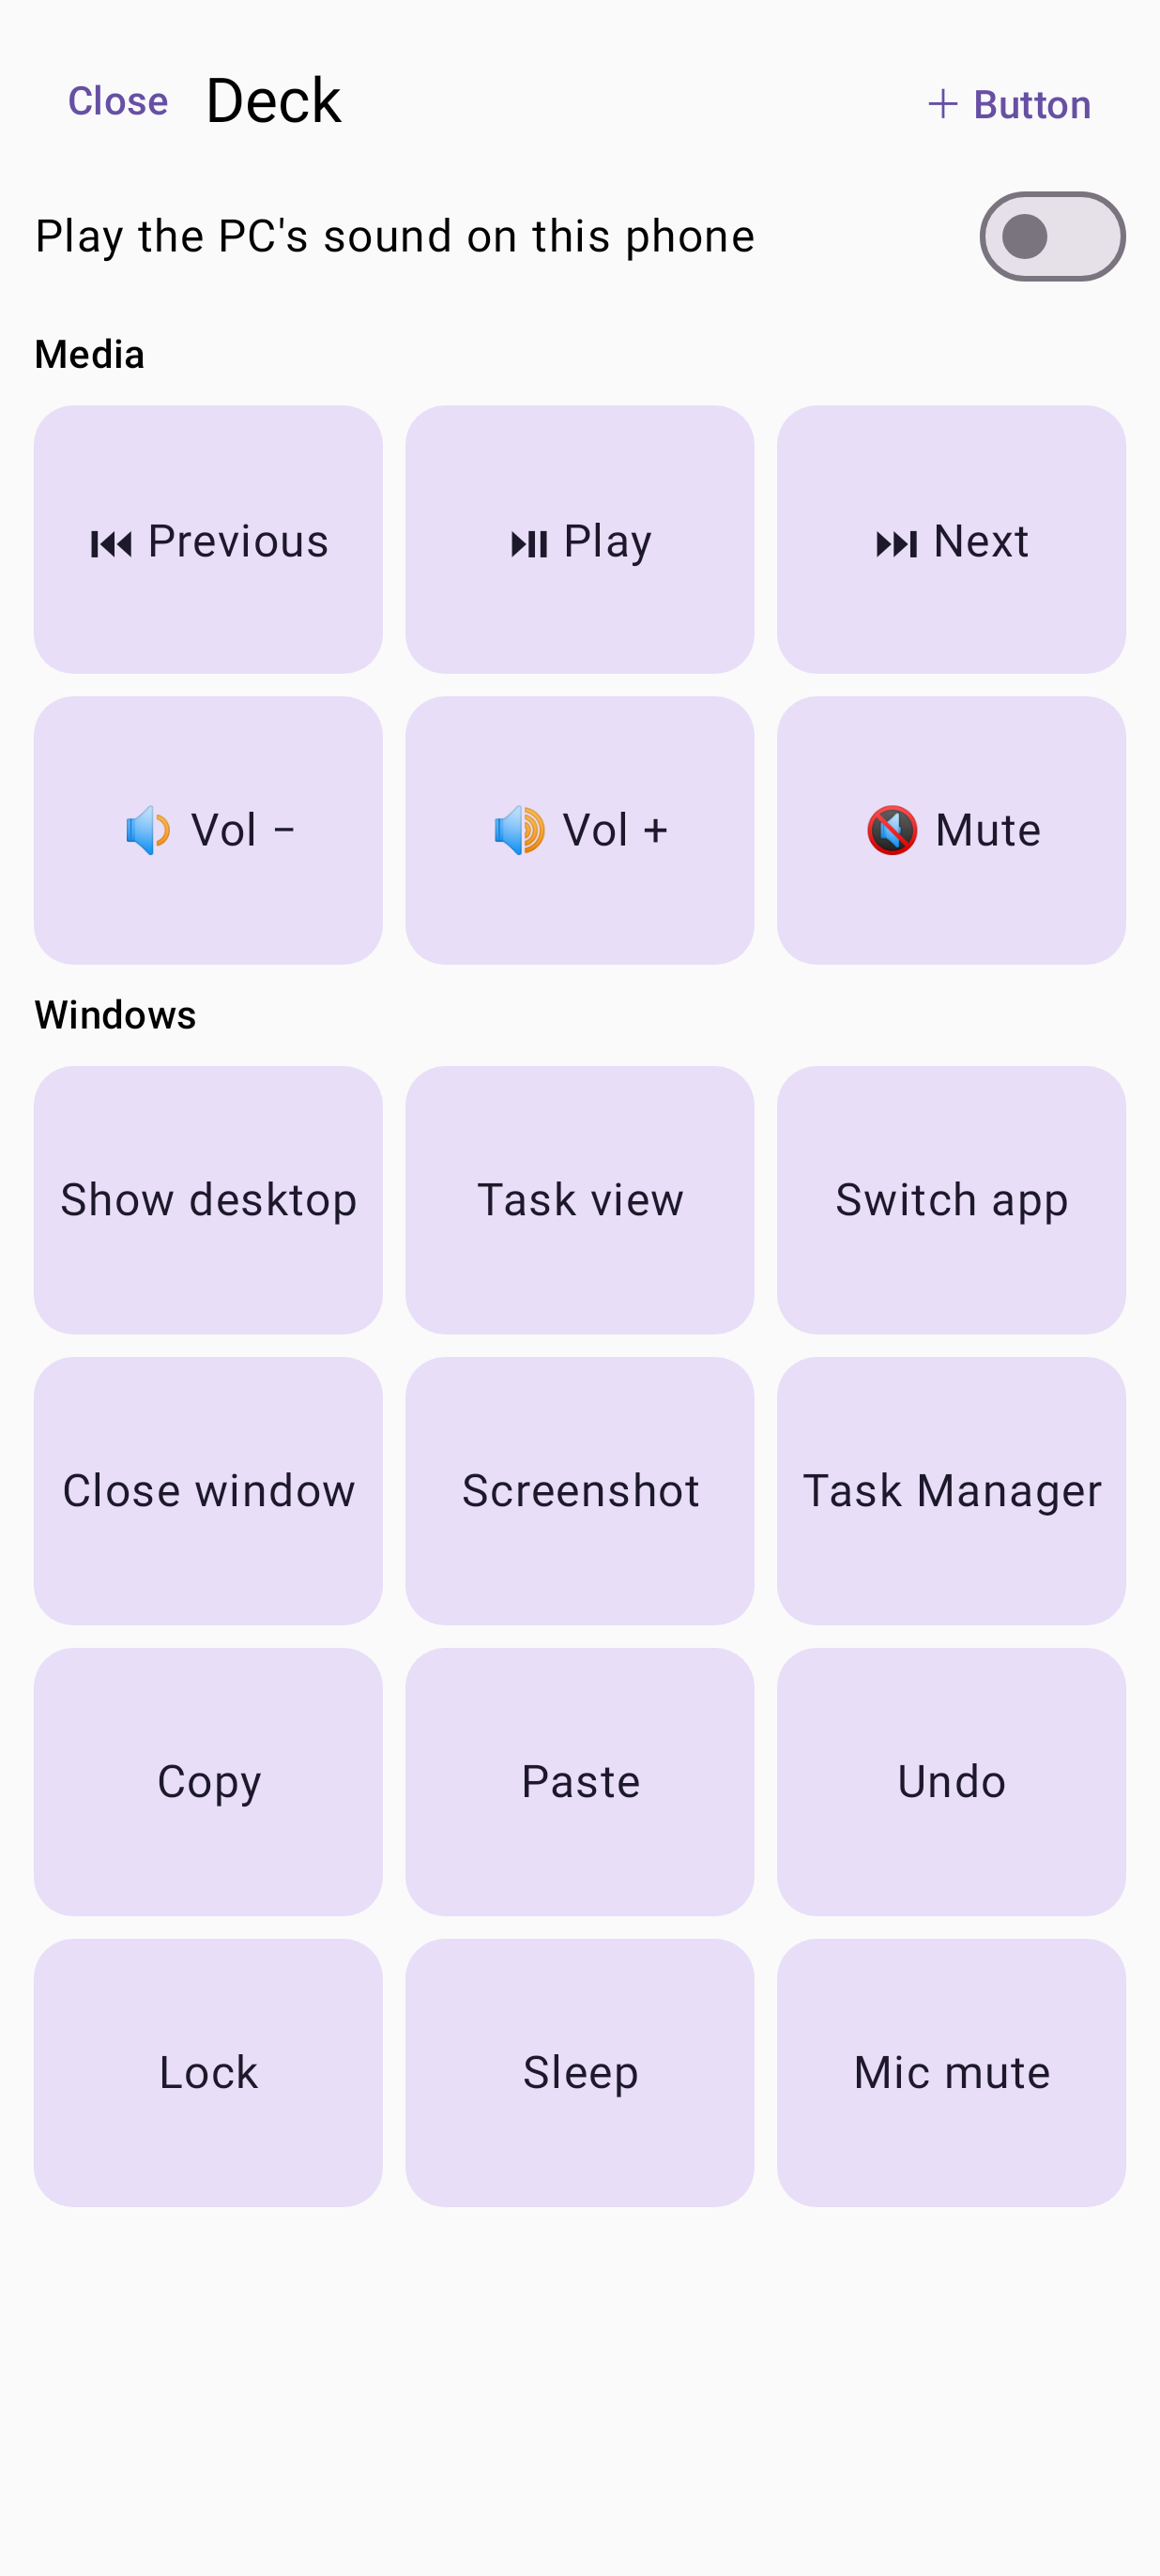 Close Deck + Button
Play the PC's sound on this phone
Media
⏮ Previous
⏯ Play
⏭ Next
🔉 Vol −
🔊 Vol +
🔇 Mute
Windows
Show desktop
Task view
Switch app
Close window
Screenshot
Task Manager
Copy
Paste
Undo
Lock
Sleep
Mic mute